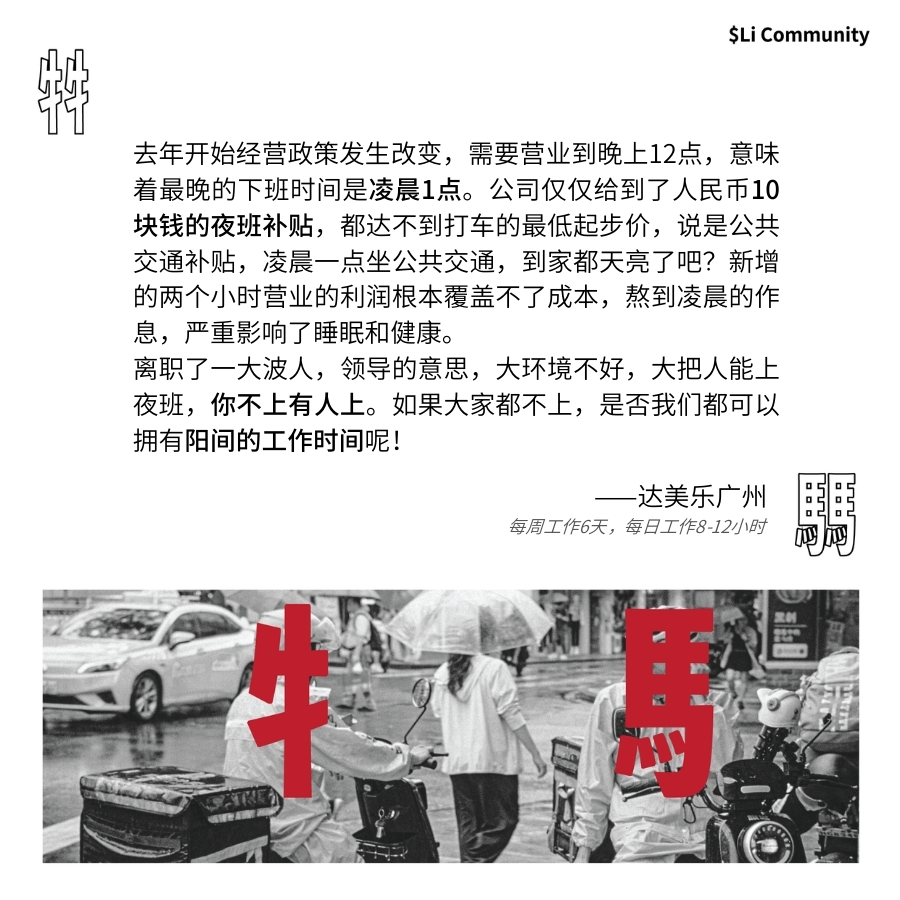 $Li Community
牪
去年开始经营政策发生改变，需要营业到晚上12点，意味
着最晚的下班时间是凌晨1点。公司仅仅给到了人民币10
块钱的夜班补贴，都达不到打车的最低起步价，说是公共
交通补贴，凌晨一点坐公共交通，到家都天亮了吧？新增
的两个小时营业的利润根本覆盖不了成本，熬到凌晨的作
息，严重影响了睡眠和健康。
离职了一大波人，领导的意思，大环境不好，大把人能上
夜班，你不上有人上。如果大家都不上，是否我们都可以
拥有阳间的工作时间呢！
——达美乐广州
每周工作6天，每日工作8-12小时
牛 馬